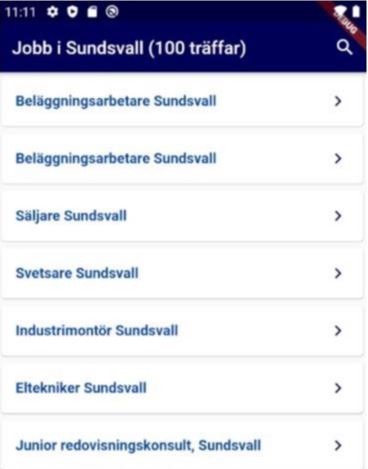 11:11
DEBUG
Jobb i Sundsvall (100 träffar)
Beläggningsarbetare Sundsvall
Beläggningsarbetare Sundsvall
Säljare Sundsvall
Svetsare Sundsvall
Industrimontör Sundsvall
Eltekniker Sundsvall
Junior redovisningskonsult, Sundsvall